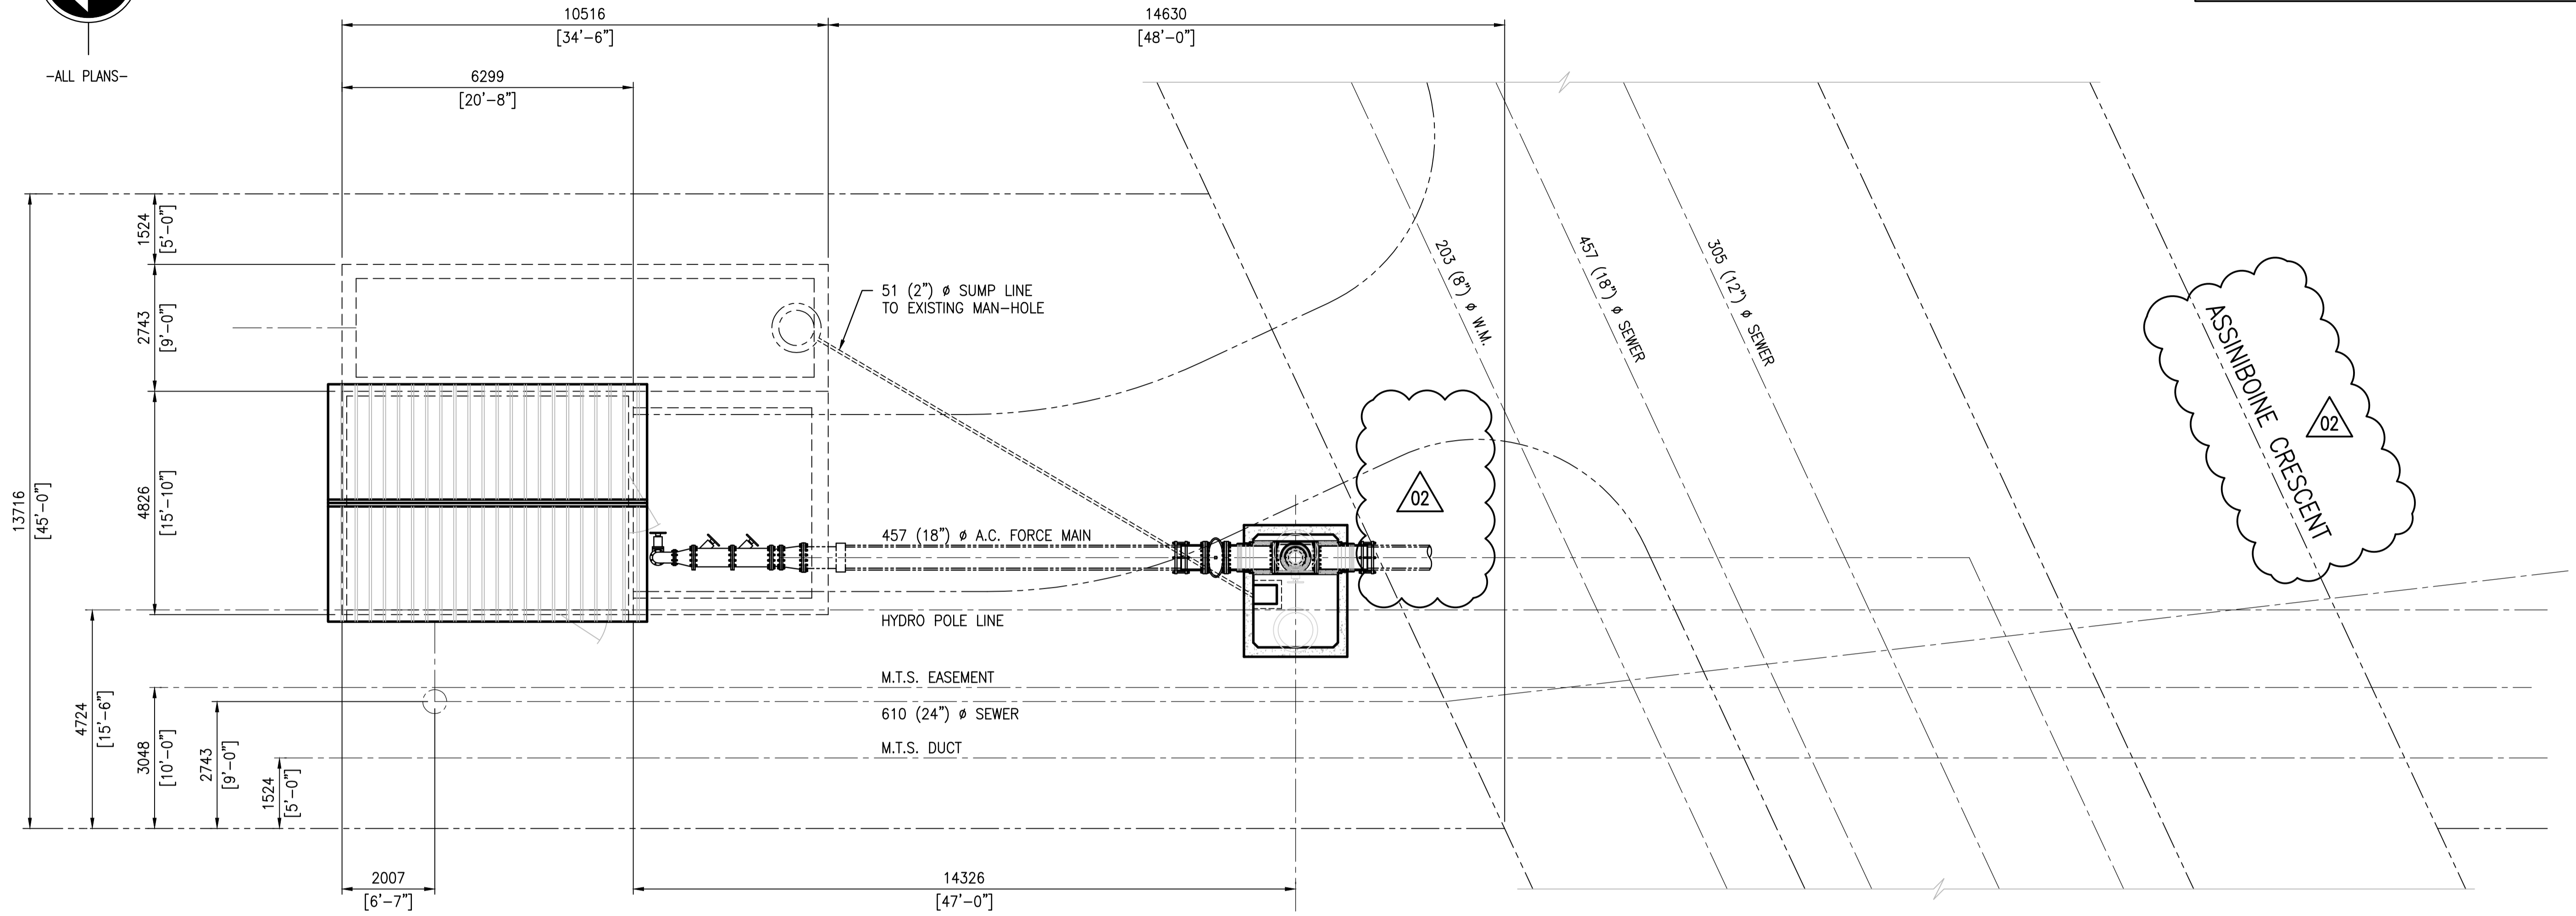 10516
[34'-6"]
14630
[48'-0"]
-ALL PLANS-
6299
[20'-8"]
1524
[5'-0"]
2743
[9'-0"]
4826
[15'-10"]
13716
[45'-0"]
51 (2") ø SUMP LINE
TO EXISTING MAN-HOLE
203 (8") ø W.M.
457 (18") ø SEWER
305 (12") ø SEWER
ASSINIBOINE CRESCENT
02
02
457 (18") ø A.C. FORCE MAIN
HYDRO POLE LINE
M.T.S. EASEMENT
610 (24") ø SEWER
M.T.S. DUCT
4724
[15'-6"]
3048
[10'-0"]
2743
[9'-0"]
1524
[5'-0"]
2007
[6'-7"]
14326
[47'-0"]